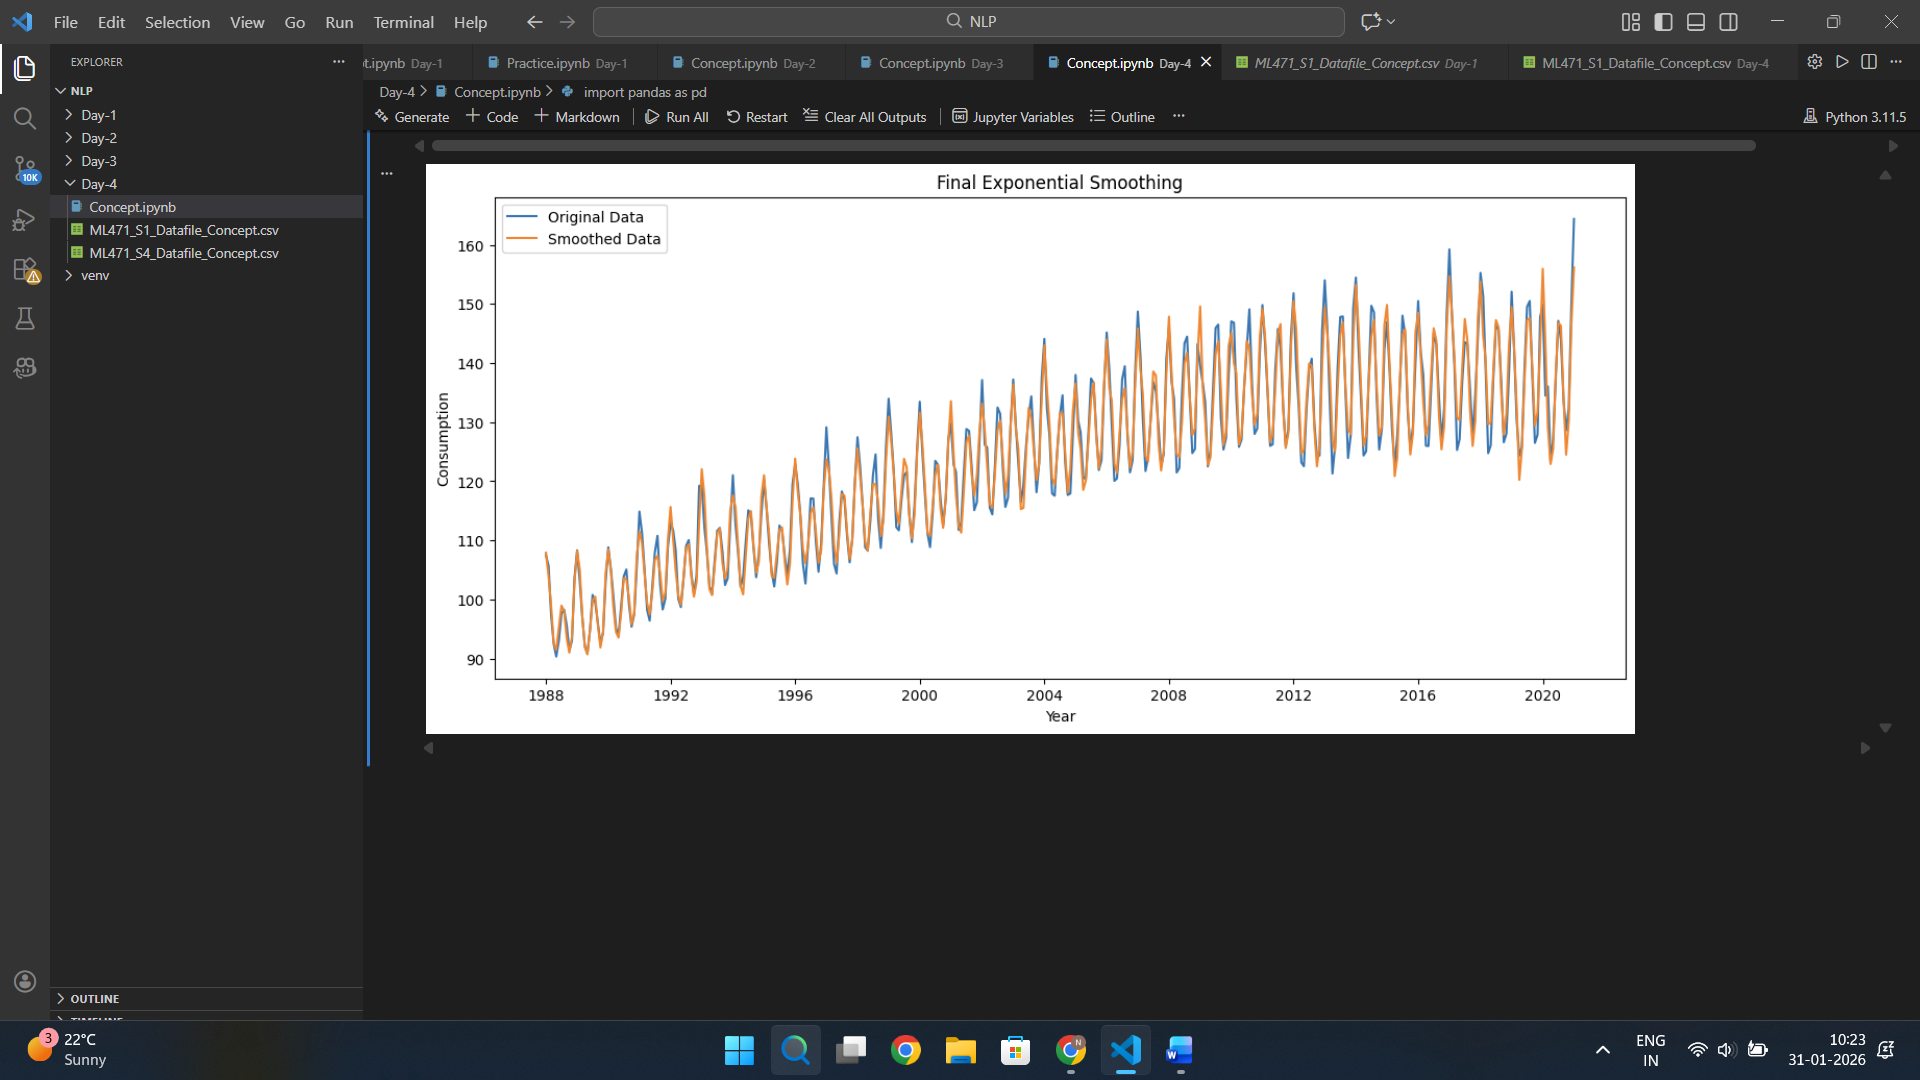 File Edit Selection View Go Run Terminal Help
NLP
EXPLORER
NLP
Day-1
Day-2
Day-3
Day-4
Concept.ipynb
ML471_S1_Datafile_Concept.csv
ML471_S4_Datafile_Concept.csv
venv
OUTLINE
10K
.ipynb Day-1
Practice.ipynb Day-1
Concept.ipynb Day-2
Concept.ipynb Day-3
Concept.ipynb Day-4
ML471_S1_Datafile_Concept.csv Day-1
ML471_S1_Datafile_Concept.csv Day-4
Day-4 > Concept.ipynb > import pandas as pd
Generate + Code + Markdown Run All Restart Clear All Outputs Jupyter Variables Outline ...
Python 3.11.5
Final Exponential Smoothing
Original Data
Smoothed Data
Consumption
160
150
140
130
120
110
100
90
1988 1992 1996 2000 2004 2008 2012 2016 2020
Year
3
22°C
Sunny
N
W
ENG
IN
10:23
31-01-2026